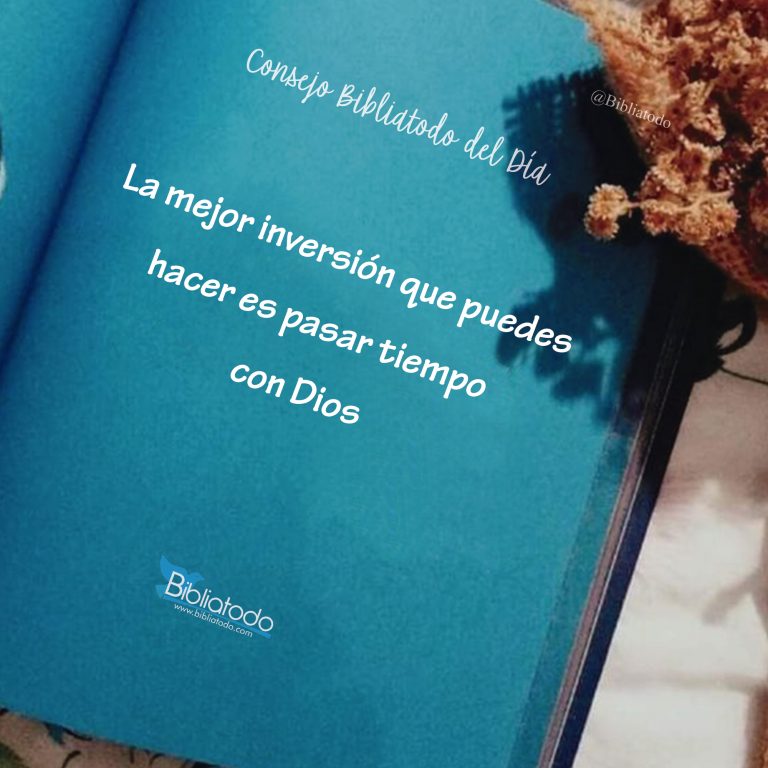 Consejo Bibliatodo del Día
@Bibliatodo
La mejor inversión que puedes
hacer es pasar tiempo
con Dios
Bibliatodo
www.bibliatodo.com